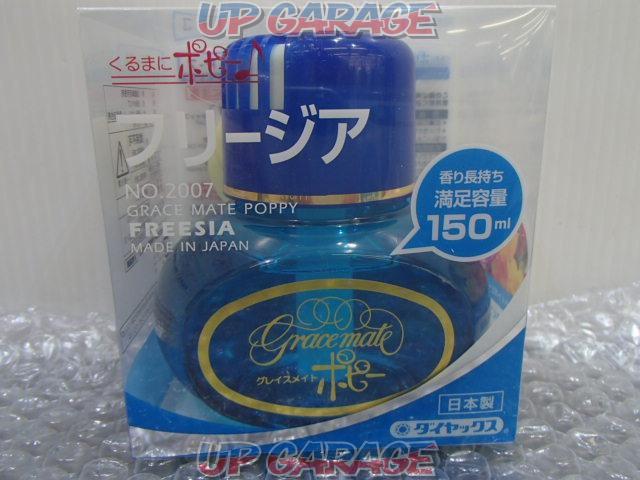 UP GARAGE
くるまにポピー♪
フリージア
NO.2007
GRACE MATE POPPY
FREESIA
MADE IN JAPAN
香り長持ち
満足容量
150ml
Gracemate
グレイスメイト
ポピー
日本製
ダイヤックス
UP GARAGE